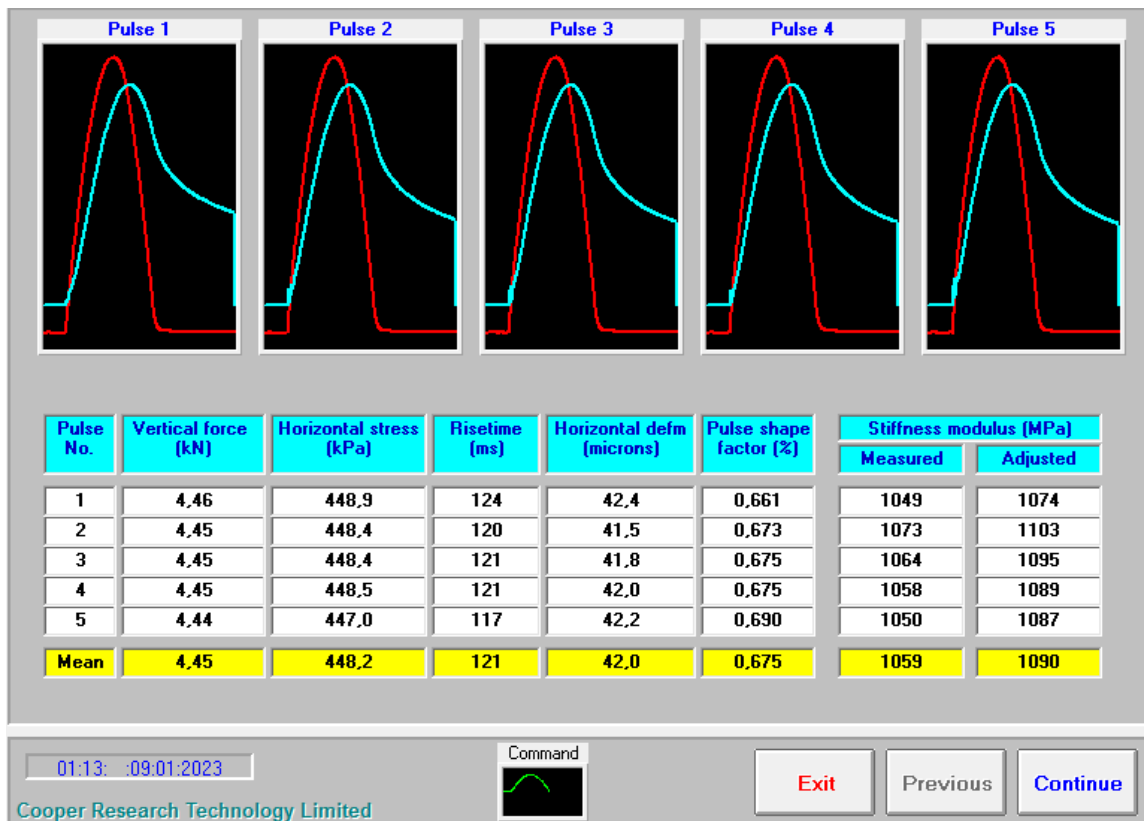 Pulse 1 Pulse 2 Pulse 3 Pulse 4 Pulse 5
Pulse No. Vertical force (kN) Horizontal stress (kPa) Risetime (ms) Horizontal defm (microns) Pulse shape factor (%) Stiffness modulus (MPa)
Measured Adjusted
1 4,46 448,9 124 42,4 0,661 1049 1074
2 4,45 448,4 120 41,5 0,673 1073 1103
3 4,45 448,4 121 41,8 0,675 1064 1095
4 4,45 448,5 121 42,0 0,675 1058 1089
5 4,44 447,0 117 42,2 0,690 1050 1087
Mean 4,45 448,2 121 42,0 0,675 1059 1090
01:13: :09:01:2023
Command
Exit Previous Continue
Cooper Research Technology Limited